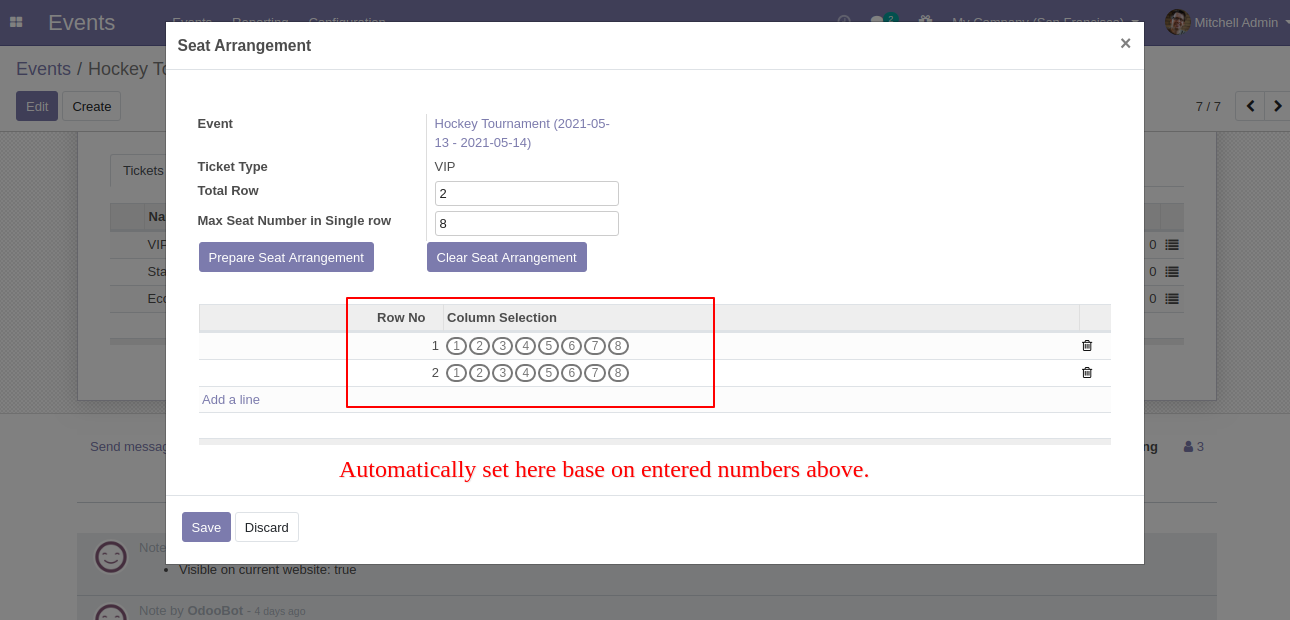 Events
Events Reporting Configuration
2
My Company (San Francisco)
Mitchell Admin
Seat Arrangement
×
Events / Hockey To
Edit
Create
7 / 7
Event
Hockey Tournament (2021-05-
13 - 2021-05-14)
Tickets
Ticket Type
VIP
Total Row
2
Max Seat Number in Single row
8
Na
Prepare Seat Arrangement
Clear Seat Arrangement
VIP
0
Sta
0
Eco
0
Row No
Column Selection
1 1 2 3 4 5 6 7 8
2 1 2 3 4 5 6 7 8
Add a line
Send messag
ng
3
Automatically set here base on entered numbers above.
Save
Discard
Note
Visible on current website: true
Note by OdooBot - 4 days ago